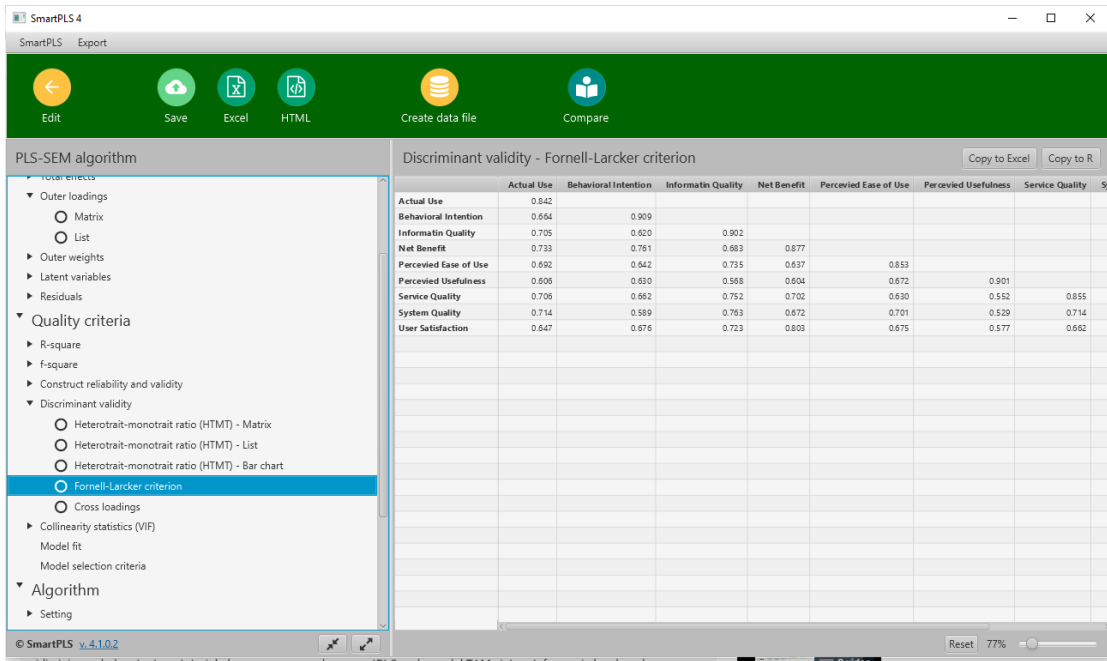 SmartPLS 4
SmartPLS Export
Edit Save Excel HTML Create data file Compare
PLS-SEM algorithm
Total effects
Outer loadings
Matrix
List
Outer weights
Latent variables
Residuals
Quality criteria
R-square
f-square
Construct reliability and validity
Discriminant validity
Heterotrait-monotrait ratio (HTMT) - Matrix
Heterotrait-monotrait ratio (HTMT) - List
Heterotrait-monotrait ratio (HTMT) - Bar chart
Fornell-Larcker criterion
Cross loadings
Collinearity statistics (VIF)
Model fit
Model selection criteria
Algorithm
Setting
© SmartPLS v. 4.1.0.2
Discriminant validity - Fornell-Larcker criterion Copy to Excel Copy to R
Actual Use Behavioral Intention Informatin Quality Net Benefit Percevied Ease of Use Percevied Usefulness Service Quality
Actual Use 0.842
Behavioral Intention 0.664 0.909
Informatin Quality 0.705 0.620 0.902
Net Benefit 0.733 0.761 0.683 0.877
Percevied Ease of Use 0.692 0.642 0.735 0.637 0.853
Percevied Usefulness 0.606 0.630 0.568 0.604 0.672 0.901
Service Quality 0.706 0.662 0.752 0.702 0.630 0.552 0.855
System Quality 0.714 0.589 0.763 0.672 0.701 0.529 0.714
User Satisfaction 0.647 0.676 0.723 0.803 0.675 0.577 0.662
Reset 77%